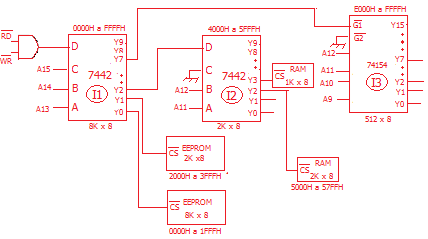 0000H a FFFFH
4000H a 5FFFH
E000H a FFFFH
RD
WR
D
Y9
Y8
Y7
A15
C
7442
A14
B
I1
Y2
Y1
A13
A
Y0
8K x 8
D
Y9
Y8
C
7442
Y3
A12
B
I2
Y2
Y1
A11
A
Y0
2K x 8
CS RAM
1K x 8
G1
Y15
G2
A12
A11
74154
Y7
A10
I3
Y2
Y1
A9
Y0
512 x 8
CS EEPROM
2K x8
2000H a 3FFFH
CS RAM
2K x 8
5000H a 57FFH
CS EEPROM
8K x 8
0000H a 1FFFH